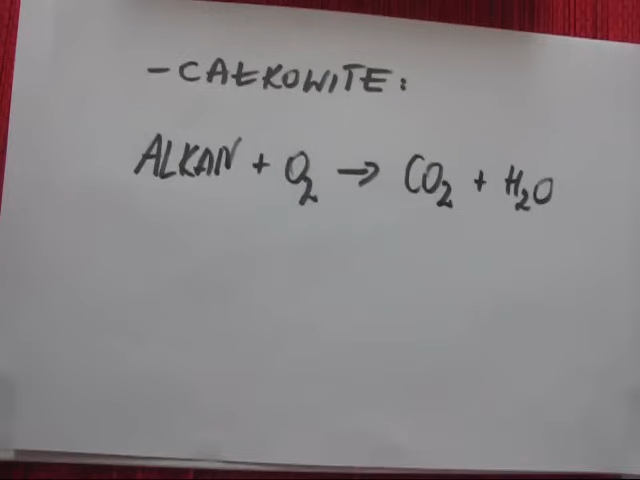 - CAŁKOWITE:
ALKAN + O₂ → CO₂ + H₂O